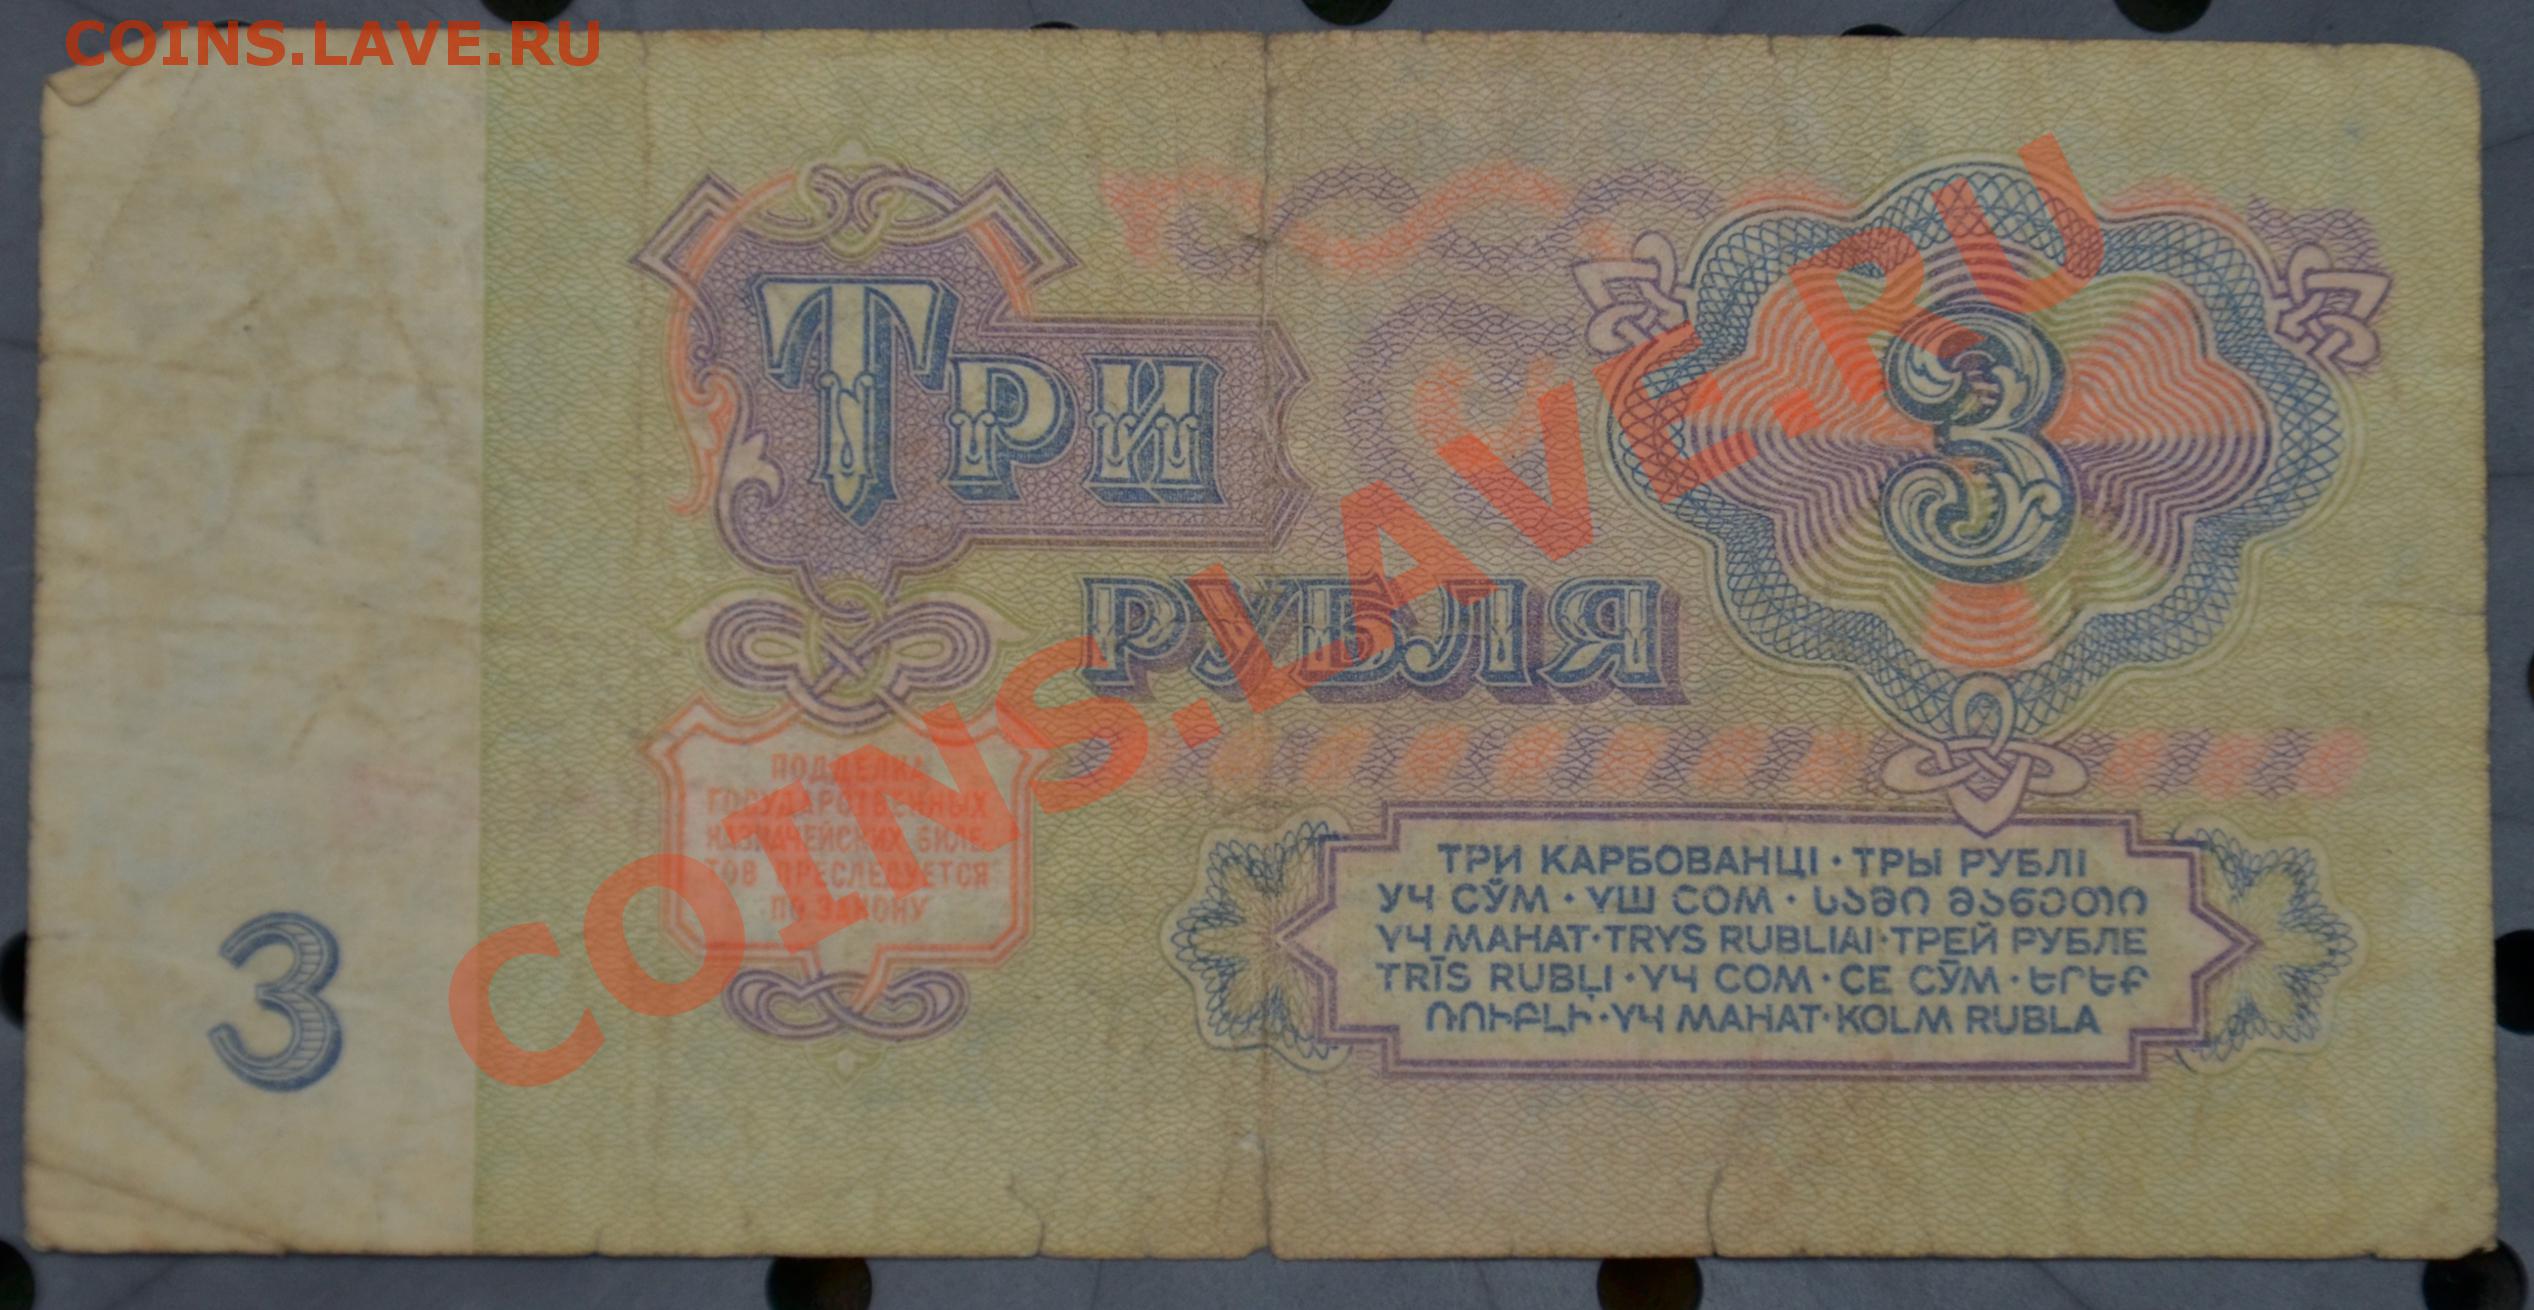 COINS.LAVE.RU
ТРИ
3
РУБЛЯ
COINS.LAVE.RU
ПОДДЕЛКА
ГОСУДАРСТВЕННЫХ
КАЗНАЧЕЙСКИХ БИЛЕ-
ТОВ ПРЕСЛЕДУЕТСЯ
ПО ЗАКОНУ
ТРИ КАРБОВАНЦІ · ТРЫ РУБЛІ
УЧ СЎМ · ҮШ СОМ · ᲡᲐᲛᲘ ᲛᲐᲜᲔᲗᲘ
ҮЧ МАНАТ · TRYS RUBLIAI · ТРЕЙ РУБЛЕ
TRĪS RUBĻI · ҮЧ СОМ · СЕ СӮМ · ԵՐԵՔ
ՌՈՒԲԼԻ · ҮЧ МАНАТ · KOLM RUBLA
3